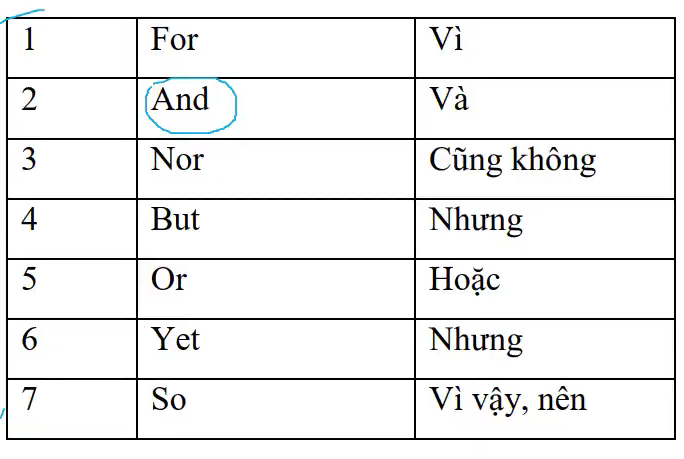 1 For Vì
2 And Và
3 Nor Cũng không
4 But Nhưng
5 Or Hoặc
6 Yet Nhưng
7 So Vì vậy, nên